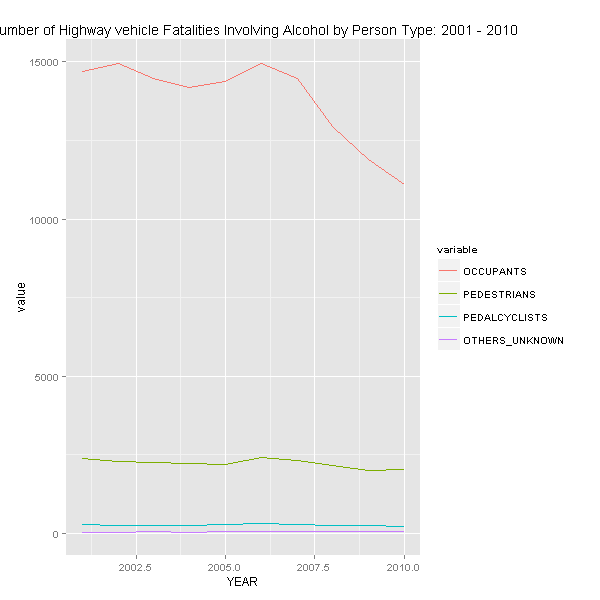 umber of Highway vehicle Fatalities Involving Alcohol by Person Type: 2001 - 2010
15000
10000
5000
0
value
2002.5 2005.0 2007.5 2010.0
YEAR
variable
OCCUPANTS
PEDESTRIANS
PEDALCYCLISTS
OTHERS_UNKNOWN